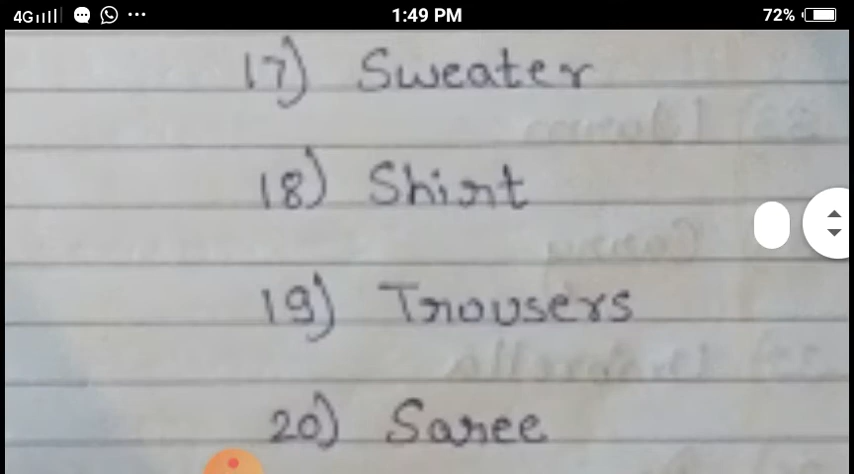 4G 1:49 PM 72%
17) Sweater
18) Shirt
19) Trousers
20) Saree